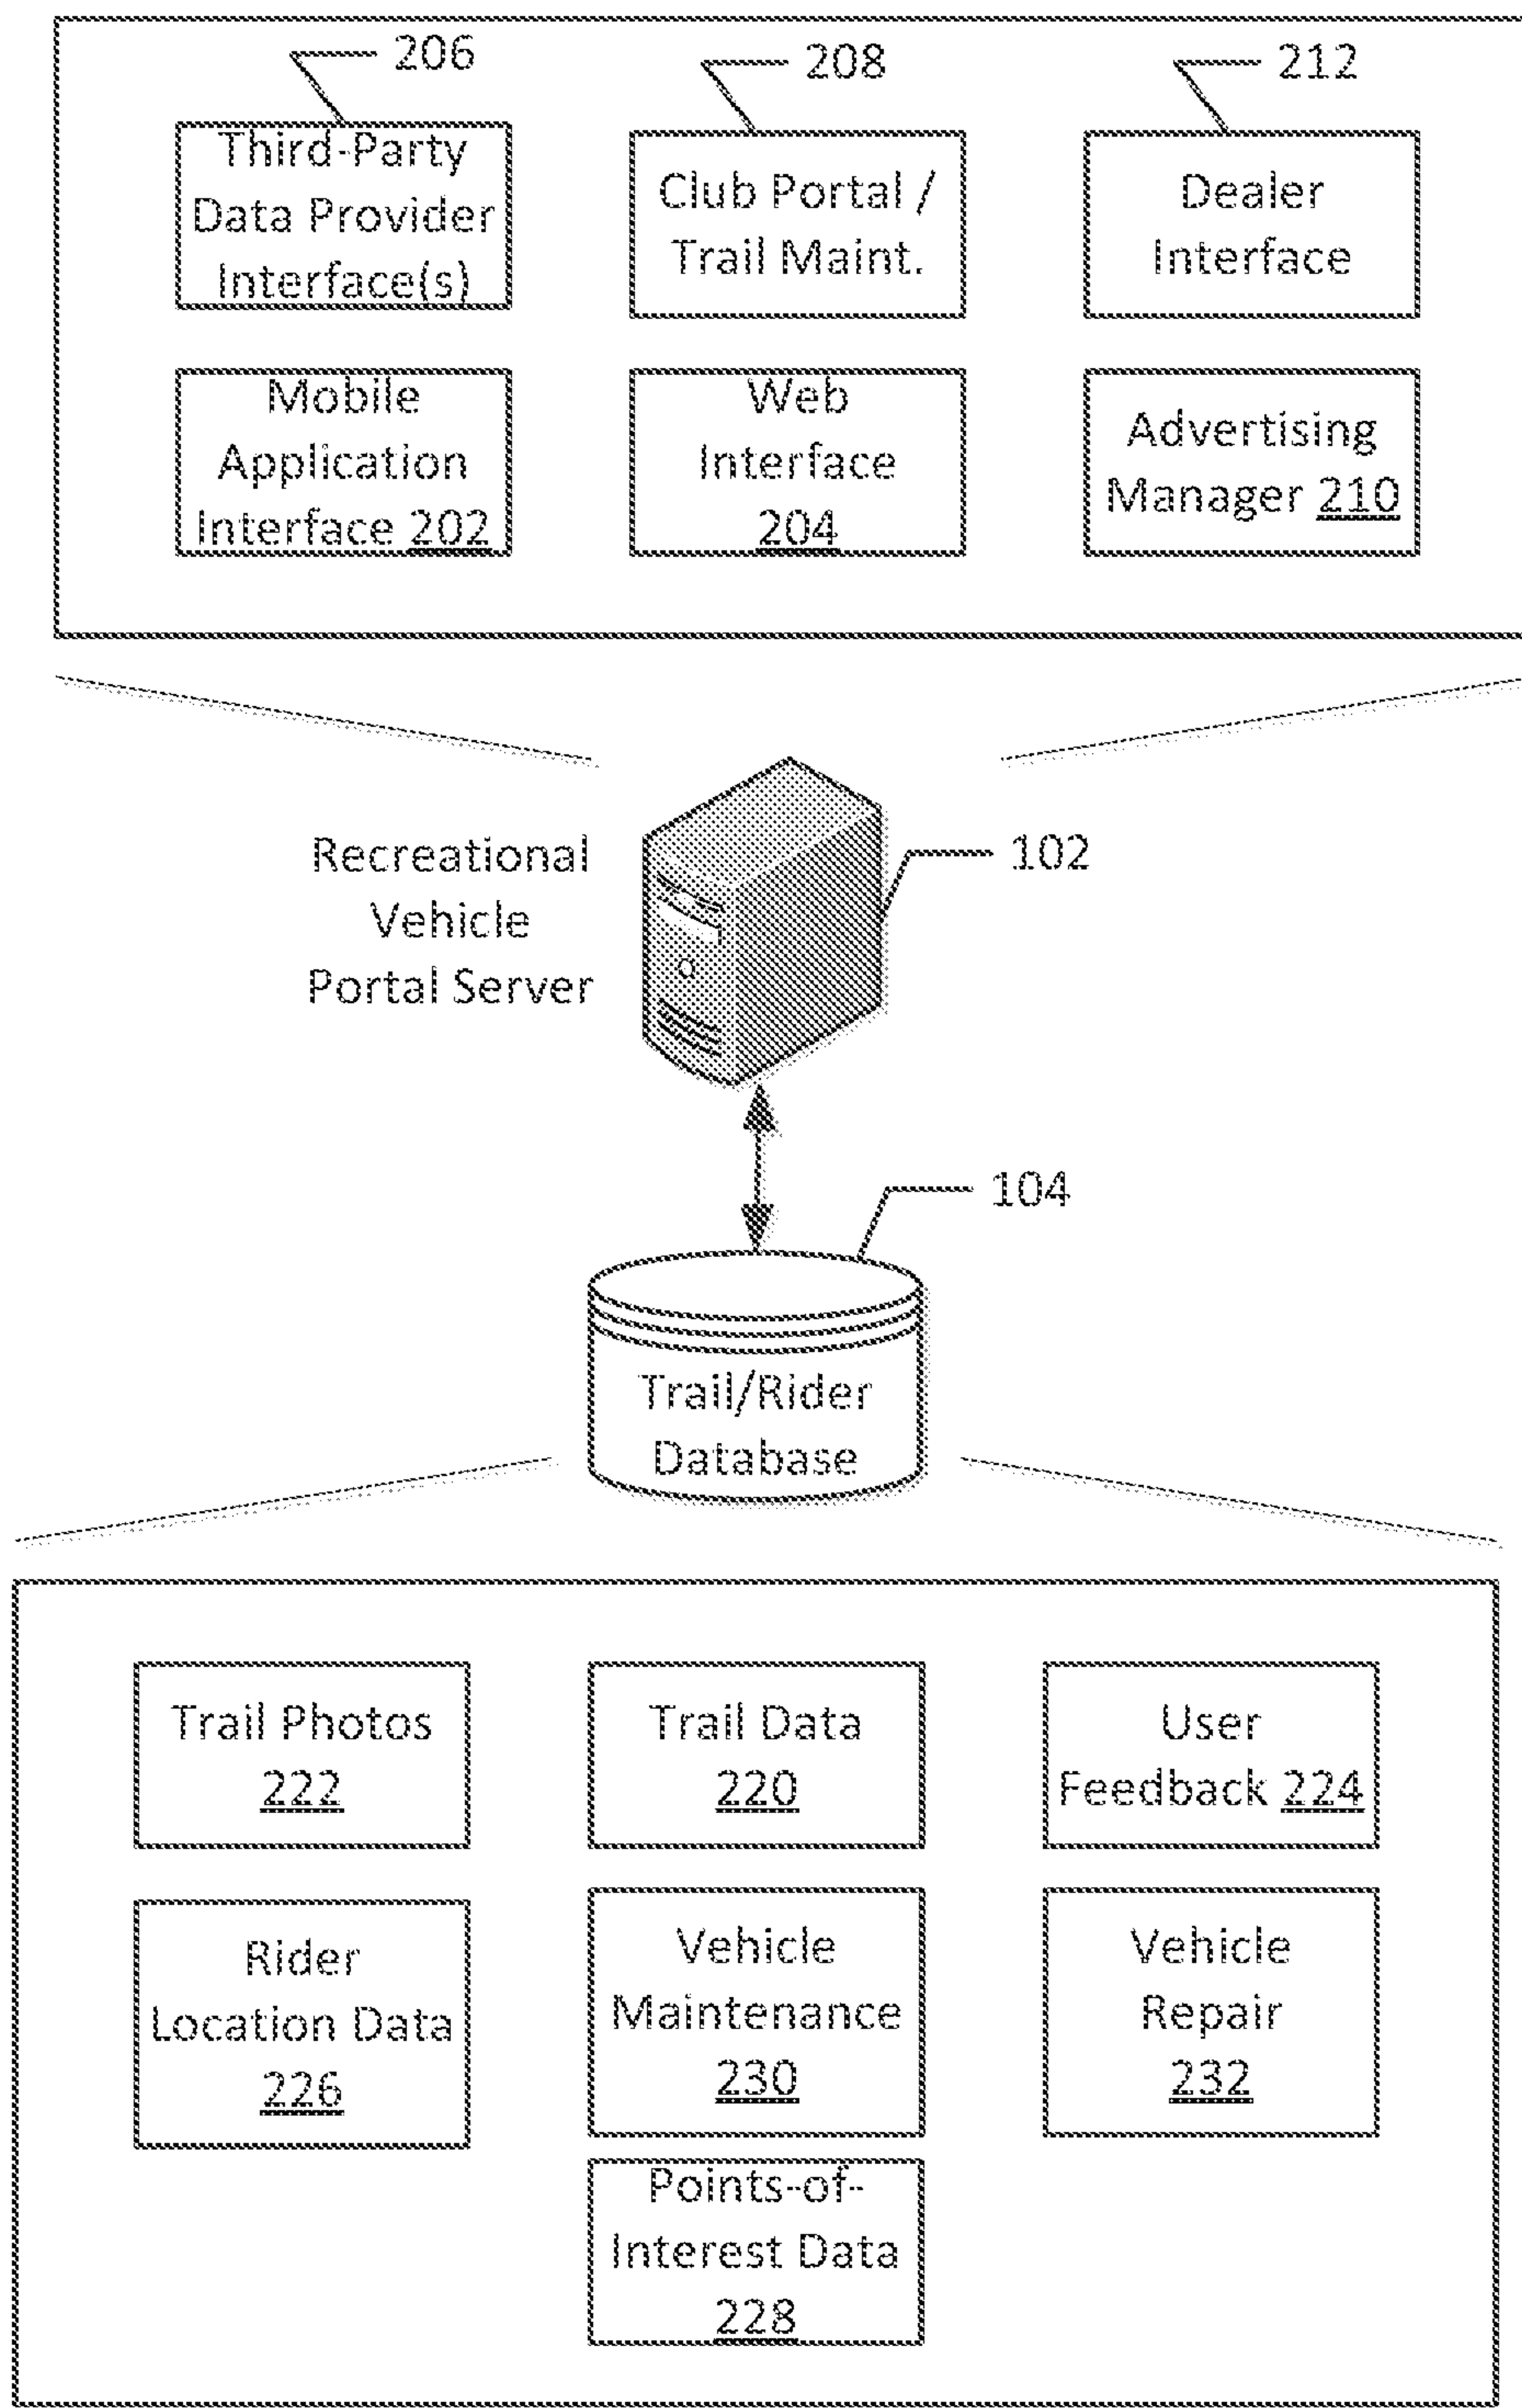 206
208
212
Third-Party
Data Provider
Interface(s)
Club Portal /
Trail Maint.
Dealer
Interface
Mobile
Application
Interface 202
Web
Interface
204
Advertising
Manager 210
Recreational
Vehicle
Portal Server
102
104
Trail/Rider
Database
Trail Photos
222
Trail Data
220
User
Feedback 224
Rider
Location Data
226
Vehicle
Maintenance
230
Vehicle
Repair
232
Points-of-
Interest Data
228